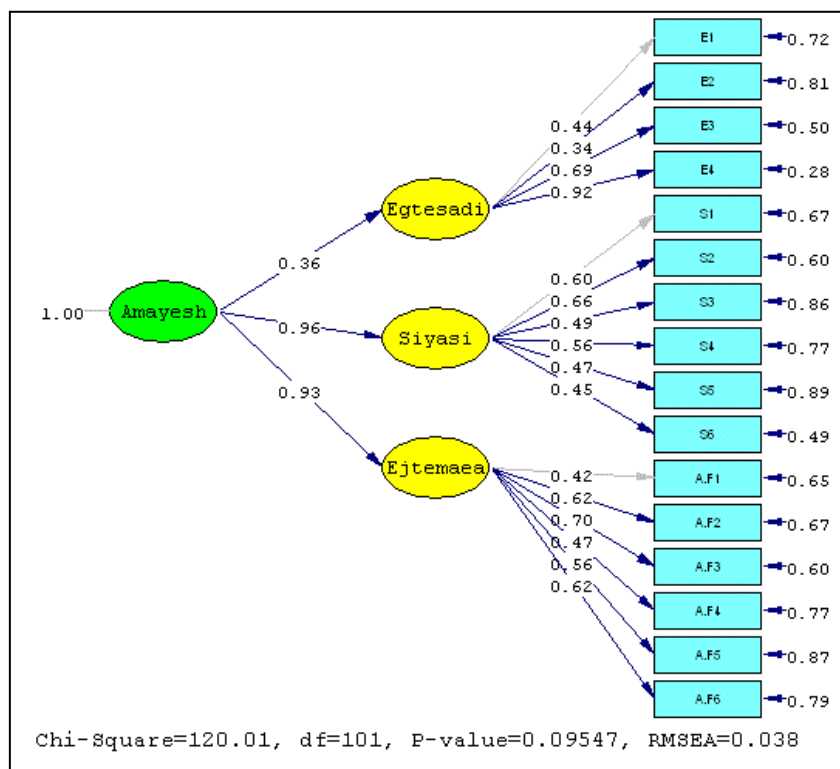 E1
0.72
E2
0.81
E3
0.50
E4
0.28
S1
0.67
S2
0.60
S3
0.86
S4
0.77
S5
0.89
S6
0.49
A.F1
0.65
A.F2
0.67
A.F3
0.60
A.F4
0.77
A.F5
0.87
A.F6
0.79
0.44
0.34
0.69
0.92
Egtesadi
0.36
0.60
0.66
0.49
0.56
0.47
0.45
1.00
Amayesh
0.96
Siyasi
0.93
Ejtemaea
0.42
0.62
0.70
0.47
0.56
0.62
Chi-Square=120.01, df=101, P-value=0.09547, RMSEA=0.038